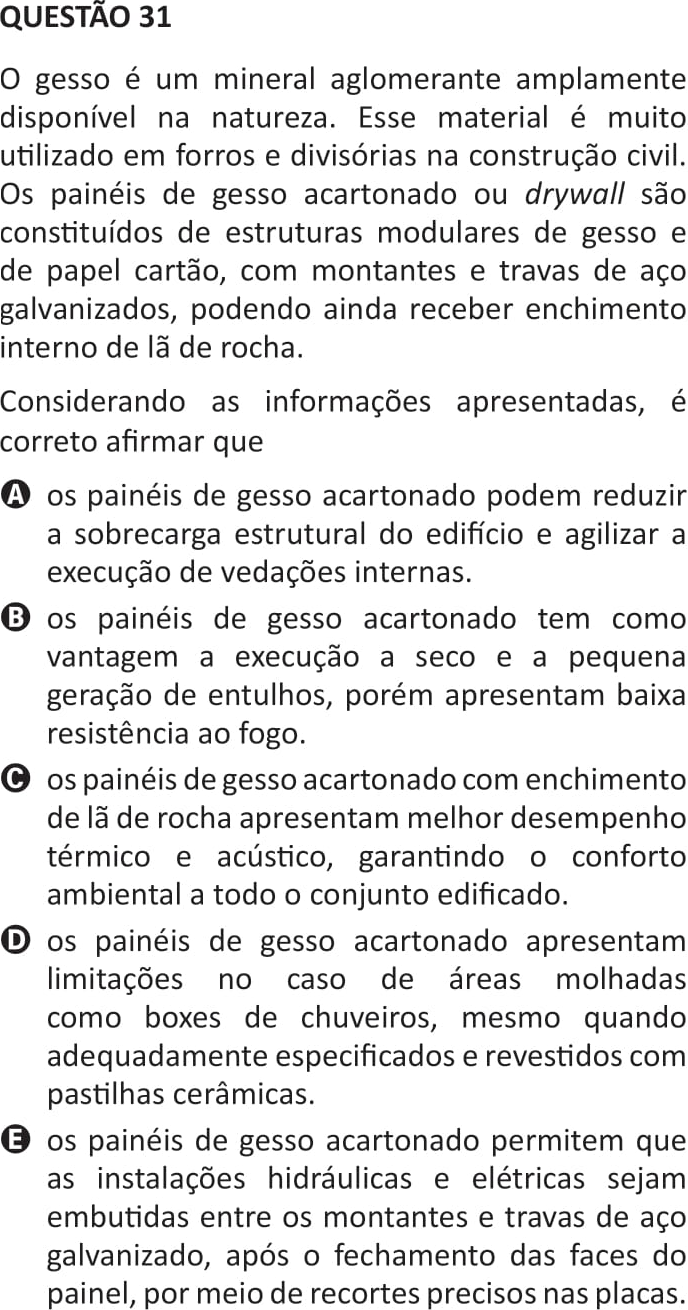 QUESTÃO 31
O gesso é um mineral aglomerante amplamente
disponível na natureza. Esse material é muito
utilizado em forros e divisórias na construção civil.
Os painéis de gesso acartonado ou drywall são
constituídos de estruturas modulares de gesso e
de papel cartão, com montantes e travas de aço
galvanizados, podendo ainda receber enchimento
interno de lã de rocha.
Considerando as informações apresentadas, é
correto afirmar que
A os painéis de gesso acartonado podem reduzir
a sobrecarga estrutural do edifício e agilizar a
execução de vedações internas.
B os painéis de gesso acartonado tem como
vantagem a execução a seco e a pequena
geração de entulhos, porém apresentam baixa
resistência ao fogo.
C os painéis de gesso acartonado com enchimento
de lã de rocha apresentam melhor desempenho
térmico e acústico, garantindo o conforto
ambiental a todo o conjunto edificado.
D os painéis de gesso acartonado apresentam
limitações no caso de áreas molhadas
como boxes de chuveiros, mesmo quando
adequadamente especificados e revestidos com
pastilhas cerâmicas.
E os painéis de gesso acartonado permitem que
as instalações hidráulicas e elétricas sejam
embutidas entre os montantes e travas de aço
galvanizado, após o fechamento das faces do
painel, por meio de recortes precisos nas placas.